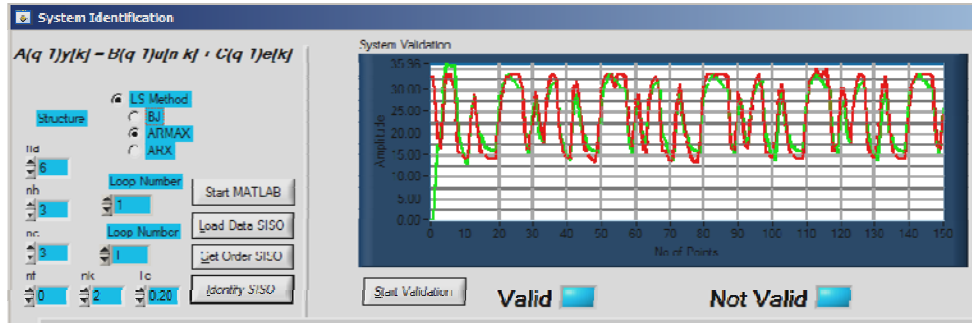 System Identification
A(q 1)y[k] = B(q 1)u[n k] + C(q 1)e[k]
LS Method
Structure
BJ
ARMAX
ARX
6
nh
3
nc
3
nf
0
nk
2
0.20
Loop Number
1
Loop Number
1
Start MATLAB
Load Data SISO
Get Order SISO
Identify SISO
System Validation
Amplitude
35.98
30.00
25.00
20.00
15.00
10.00
5.00
0.00
0 10 20 30 40 50 60 70 80 90 100 110 120 130 140 150
No of Points
Start Validation
Valid
Not Valid